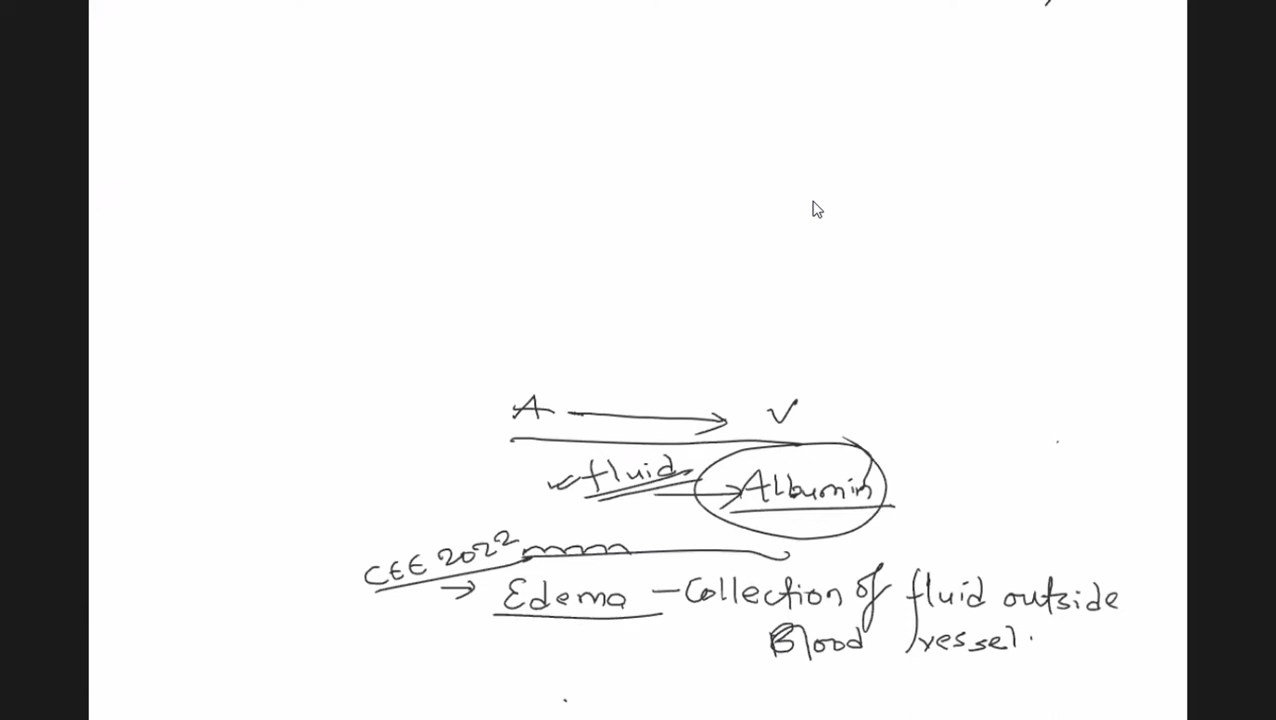 A → V
fluid → Albumin
CEE 2022
→ Edema - Collection of fluid outside
Blood vessel.